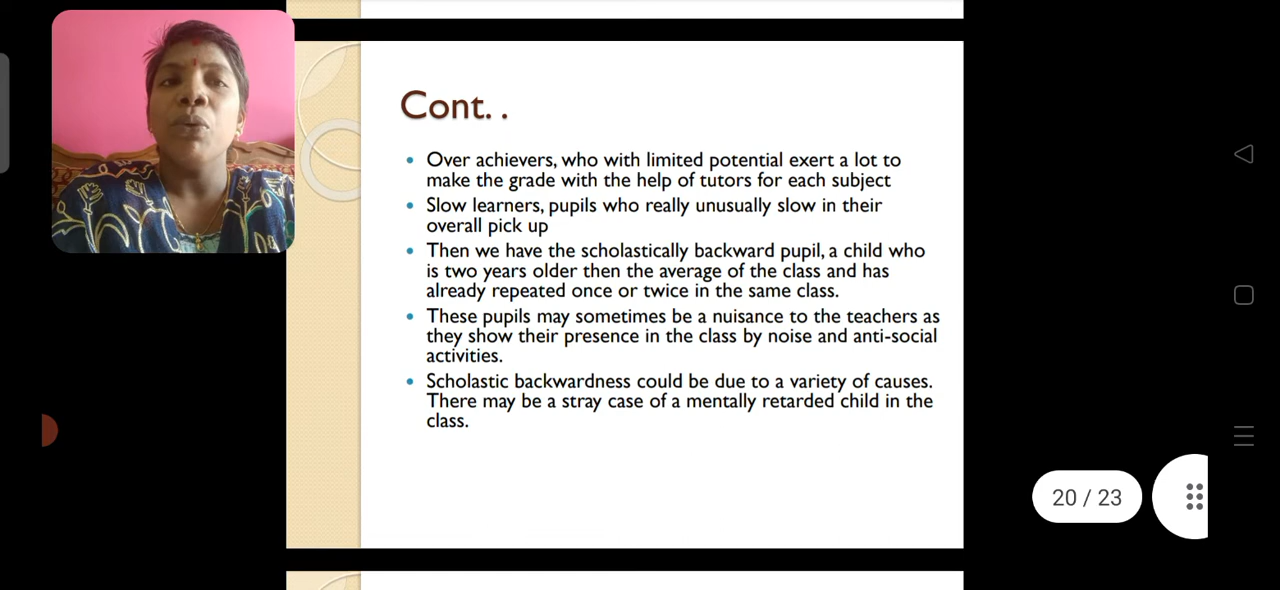 Cont. .
• Over achievers, who with limited potential exert a lot to
make the grade with the help of tutors for each subject
• Slow learners, pupils who really unusually slow in their
overall pick up
• Then we have the scholastically backward pupil, a child who
is two years older then the average of the class and has
already repeated once or twice in the same class.
• These pupils may sometimes be a nuisance to the teachers as
they show their presence in the class by noise and anti-social
activities.
• Scholastic backwardness could be due to a variety of causes.
There may be a stray case of a mentally retarded child in the
class.
20 / 23